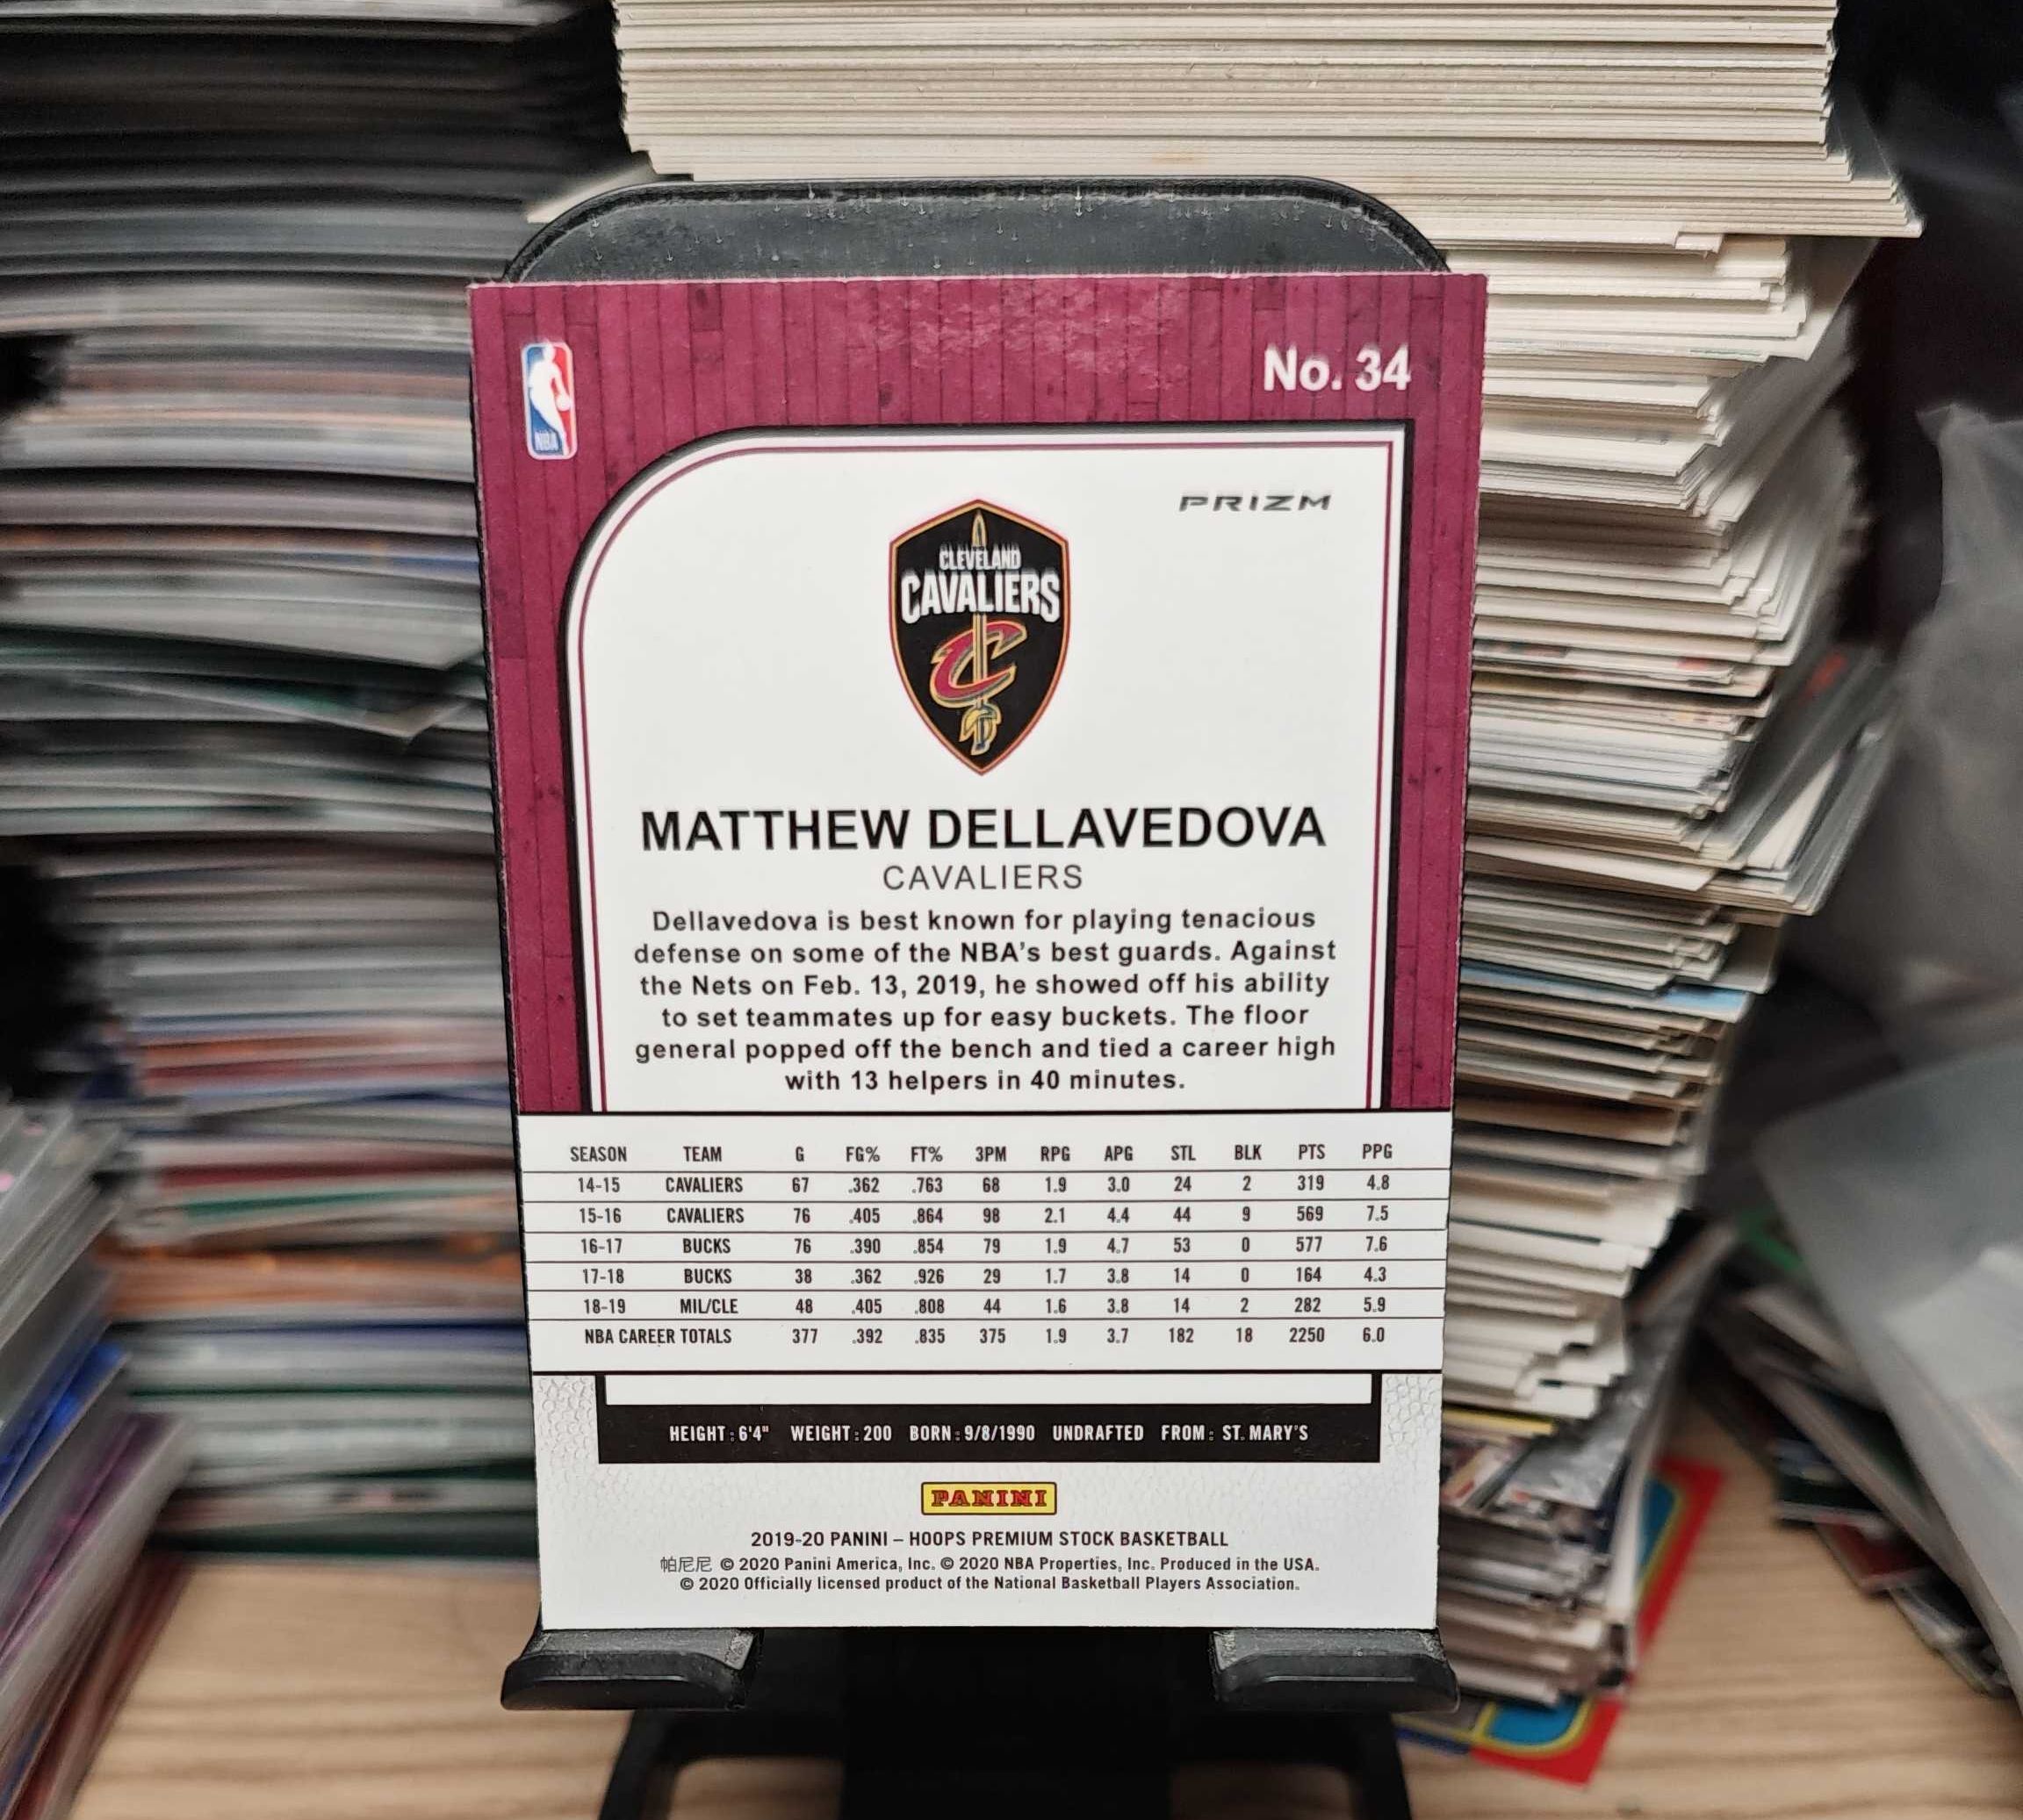 No. 34
NBA
PRIZM
CLEVELAND
CAVALIERS
C
MATTHEW DELLAVEDOVA
CAVALIERS
Dellavedova is best known for playing tenacious
defense on some of the NBA's best guards. Against
the Nets on Feb. 13, 2019, he showed off his ability
to set teammates up for easy buckets. The floor
general popped off the bench and tied a career high
with 13 helpers in 40 minutes.
SEASON TEAM G FG% FT% 3PM RPG APG STL BLK PTS PPG
14-15 CAVALIERS 67 .362 .763 68 1.9 3.0 24 2 319 4.8
15-16 CAVALIERS 76 .405 .864 98 2.1 4.4 44 9 569 7.5
16-17 BUCKS 76 .390 .854 79 1.9 4.7 53 0 577 7.6
17-18 BUCKS 38 .362 .926 29 1.7 3.8 14 0 164 4.3
18-19 MIL/CLE 48 .405 .808 44 1.6 3.8 14 2 282 5.9
NBA CAREER TOTALS 377 .392 .835 375 1.9 3.7 182 18 2250 6.0
HEIGHT: 6'4" WEIGHT: 200 BORN: 9/8/1990 UNDRAFTED FROM: ST. MARY'S
PANINI
2019-20 PANINI – HOOPS PREMIUM STOCK BASKETBALL
帕尼尼 © 2020 Panini America, Inc. © 2020 NBA Properties, Inc. Produced in the USA.
© 2020 Officially licensed product of the National Basketball Players Association.